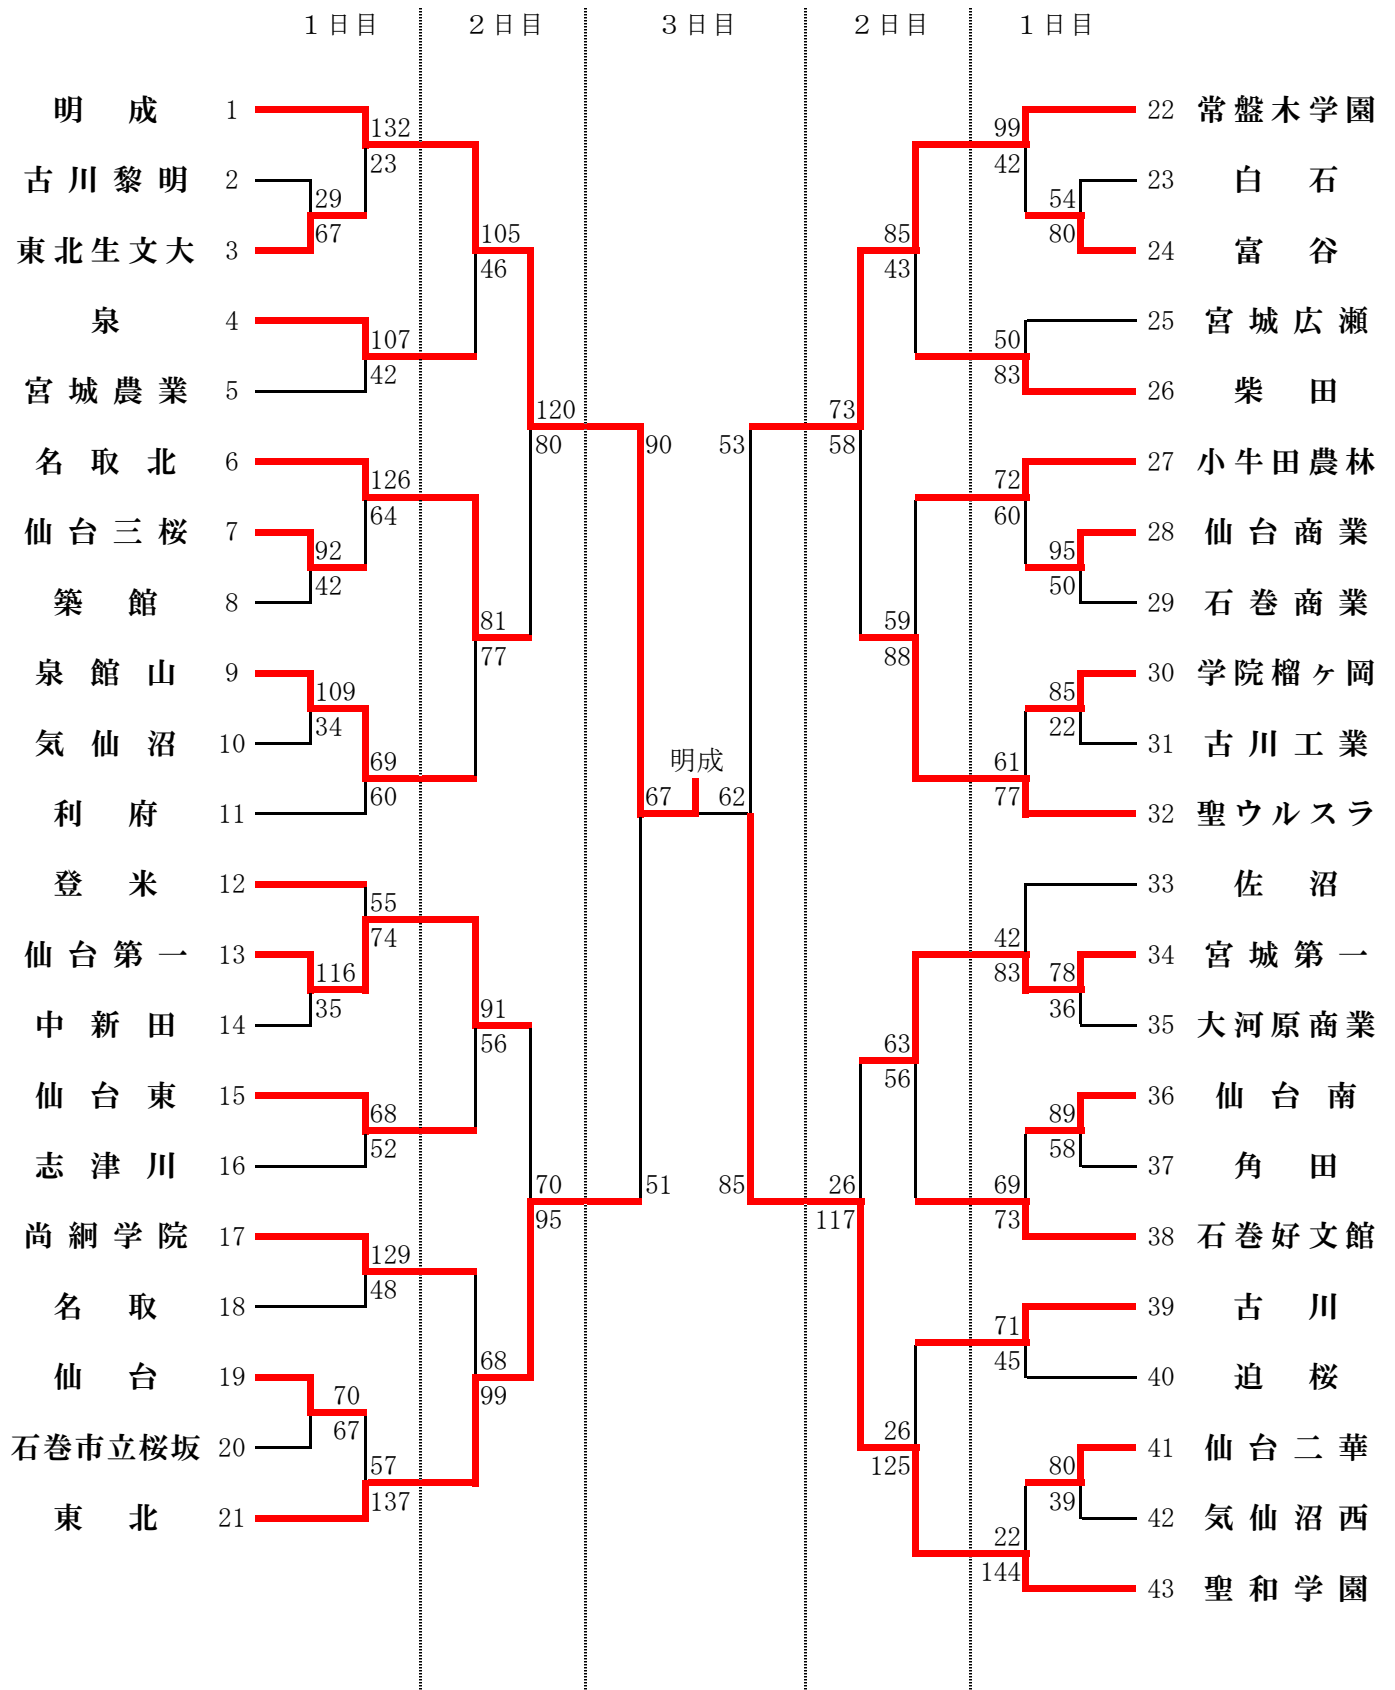 １日目 ２日目 ３日目 ２日目 １日目
明成 1
132
23
古川黎明 2
29
67
東北生文大 3
105
46
泉 4
107
42
宮城農業 5
120
80
名取北 6
126
64
仙台三桜 7
92
42
築館 8
81
77
泉館山 9
109
34
気仙沼 10
69
60
利府 11
登米 12
55
74
仙台第一 13
116
35
中新田 14
91
56
仙台東 15
68
52
志津川 16
70
95
尚絅学院 17
129
48
名取 18
68
99
仙台 19
70
67
石巻市立桜坂 20
57
137
東北 21
90 53
明成
67 62
51 85
22 常盤木学園
99
42
23 白石
54
80
24 富谷
85
43
25 宮城広瀬
50
83
26 柴田
73
58
27 小牛田農林
72
60
28 仙台商業
95
50
29 石巻商業
59
88
30 学院榴ヶ岡
85
22
31 古川工業
61
77
32 聖ウルスラ
33 佐沼
42
83
34 宮城第一
78
36
35 大河原商業
63
56
36 仙台南
89
58
37 角田
69
73
38 石巻好文館
26
117
39 古川
71
45
40 迫桜
26
125
41 仙台二華
80
39
42 気仙沼西
22
144
43 聖和学園